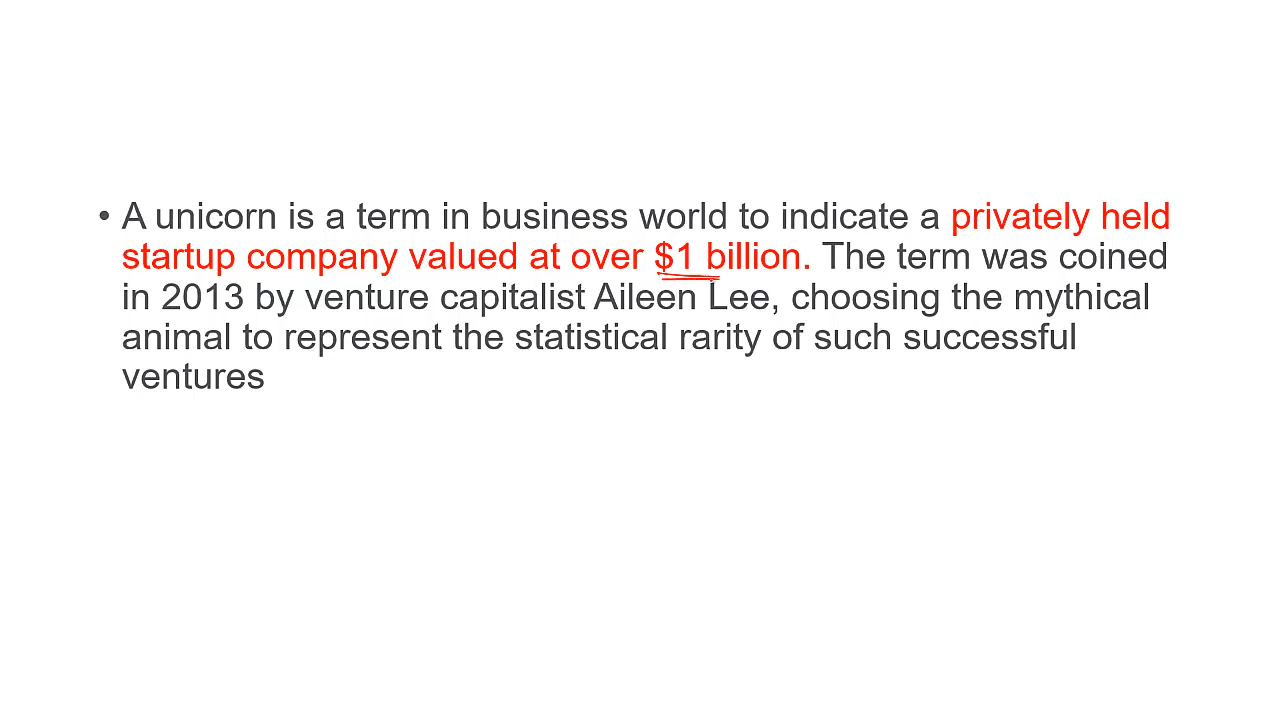 • A unicorn is a term in business world to indicate a privately held
startup company valued at over $1 billion. The term was coined
in 2013 by venture capitalist Aileen Lee, choosing the mythical
animal to represent the statistical rarity of such successful
ventures